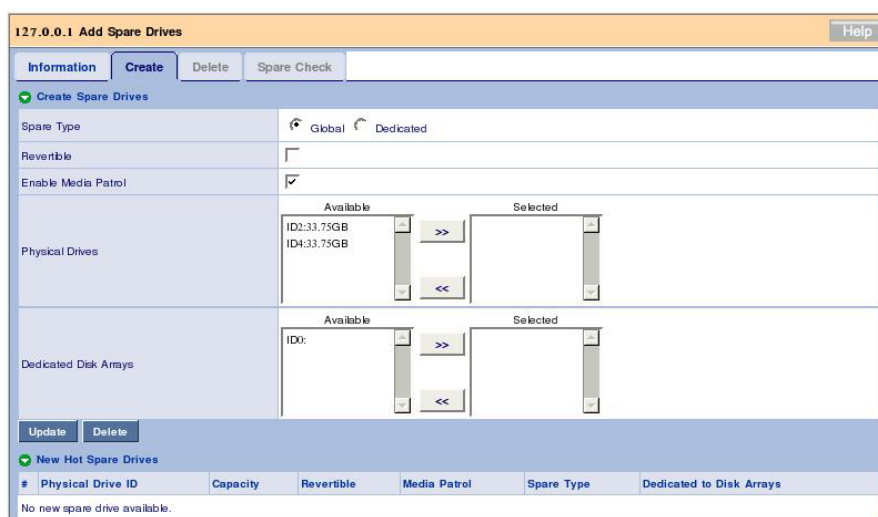 127.0.0.1 Add Spare Drives Help
Information Create Delete Spare Check
Create Spare Drives
Spare Type Global Dedicated
Revertible
Enable Media Patrol
Available Selected
Physical Drives
ID2:33.75GB
ID4:33.75GB
>>
<<
Available Selected
Dedicated Disk Arrays
ID0:
>>
<<
Update Delete
New Hot Spare Drives
# Physical Drive ID Capacity Revertible Media Patrol Spare Type Dedicated to Disk Arrays
No new spare drive available.